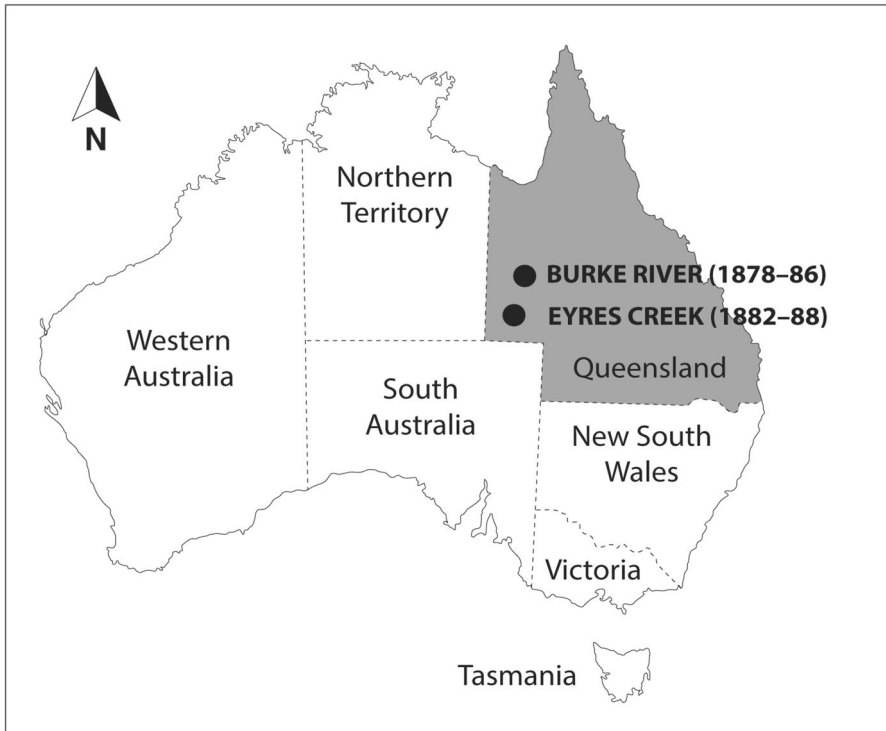 N
Northern
Territory
BURKE RIVER (1878–86)
EYRES CREEK (1882–88)
Western
Australia
Queensland
South
Australia
New South
Wales
Victoria
Tasmania